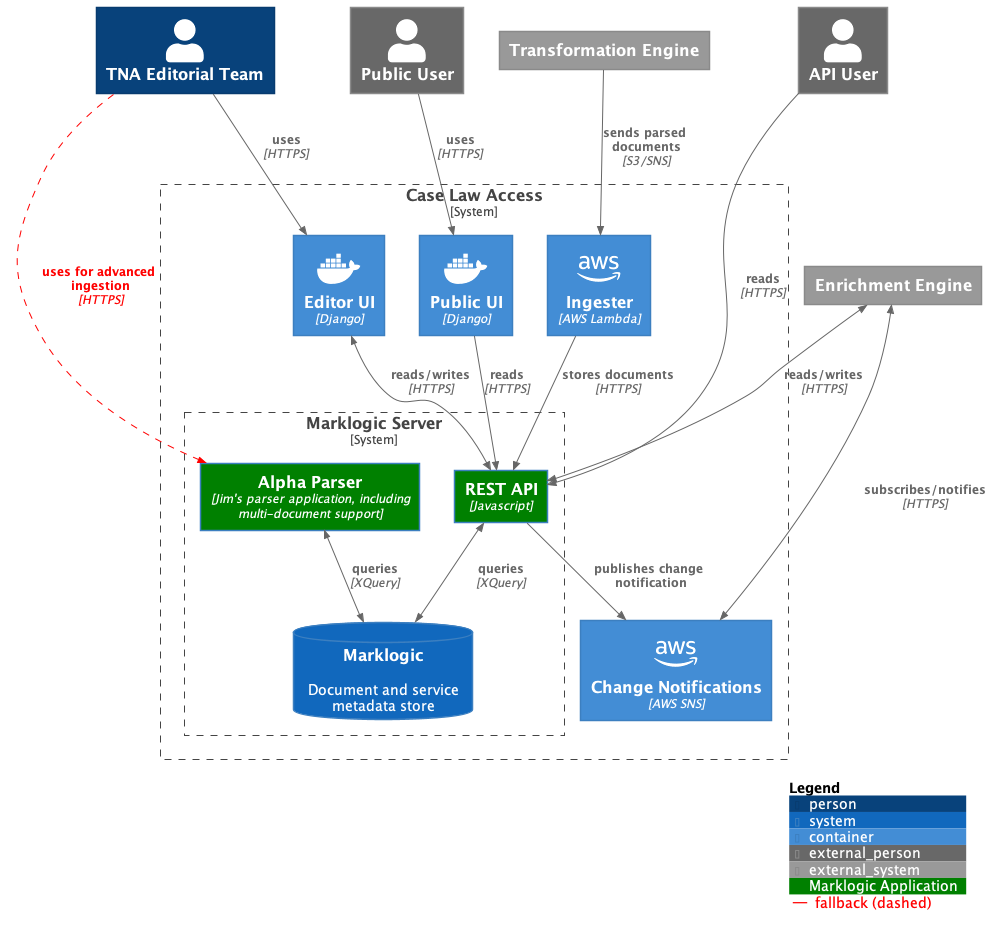 TNA Editorial Team
Public User
Transformation Engine
API User
uses
[HTTPS]
uses
[HTTPS]
sends parsed
documents
[S3/SNS]
Case Law Access
[System]
uses for advanced
ingestion
[HTTPS]
Editor UI
[Django]
Public UI
[Django]
aws
Ingester
[AWS Lambda]
reads
[HTTPS]
Enrichment Engine
reads/writes
[HTTPS]
reads
[HTTPS]
stores documents
[HTTPS]
reads/writes
[HTTPS]
Marklogic Server
[System]
Alpha Parser
[Jim's parser application, including
multi-document support]
REST API
[Javascript]
subscribes/notifies
[HTTPS]
queries
[XQuery]
queries
[XQuery]
publishes change
notification
Marklogic
Document and service
metadata store
aws
Change Notifications
[AWS SNS]
Legend
person
system
container
external_person
external_system
Marklogic Application
fallback (dashed)